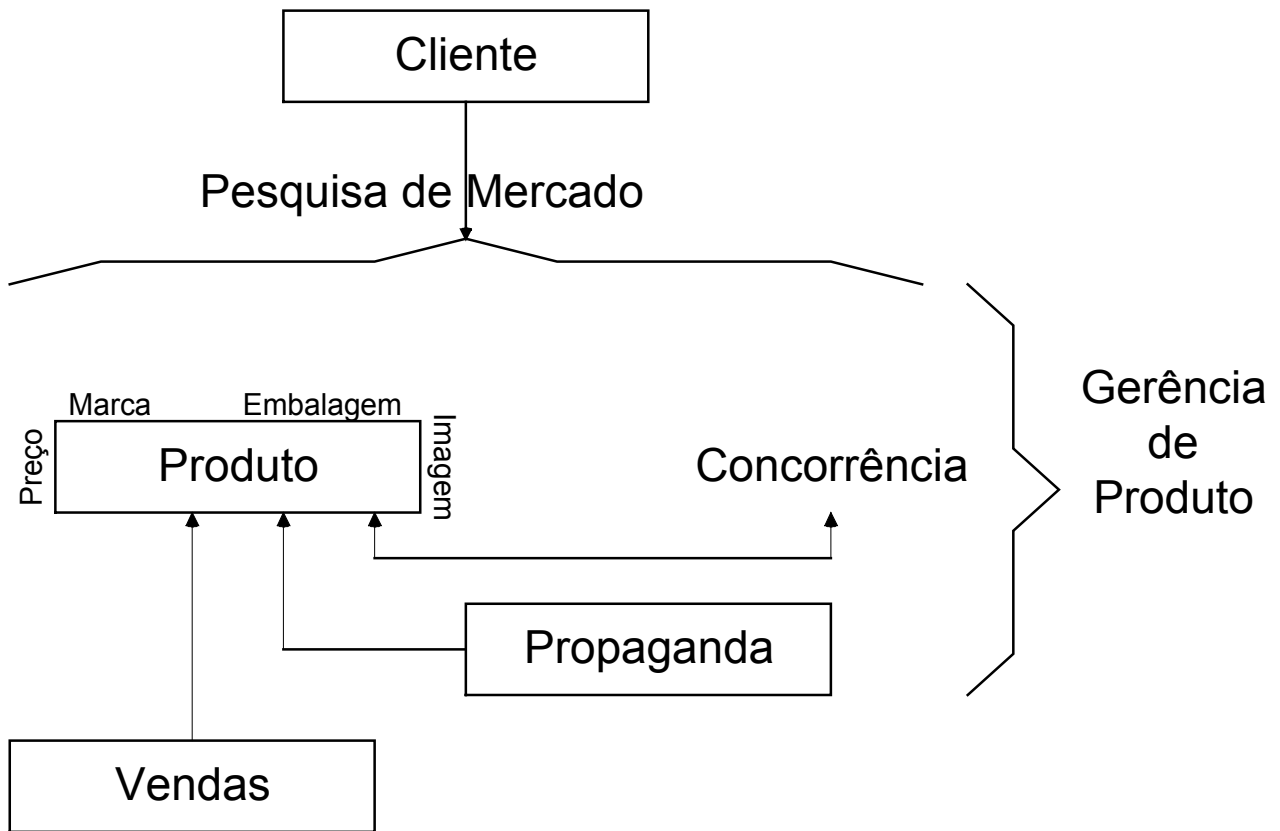 Cliente
Pesquisa de Mercado
Marca
Embalagem
Preço
Produto
Imagem
Concorrência
Gerência
de
Produto
Propaganda
Vendas